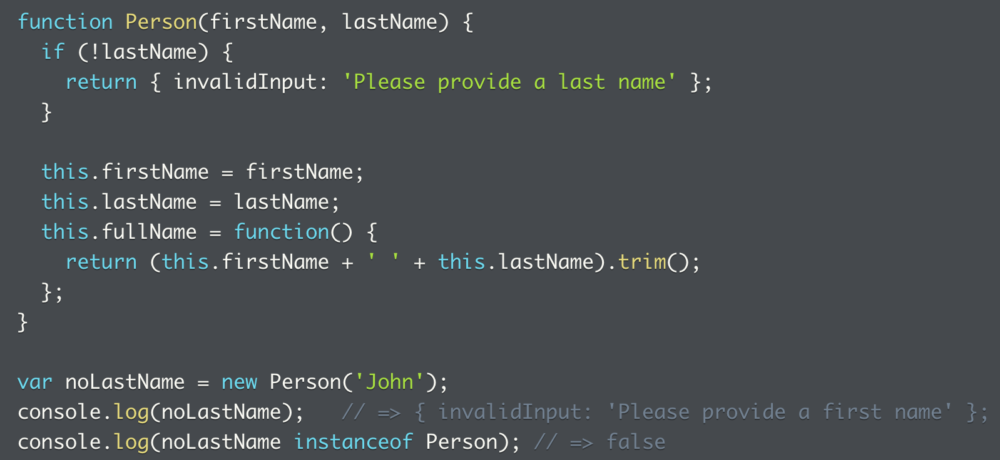 function Person(firstName, lastName) {
  if (!lastName) {
    return { invalidInput: 'Please provide a last name' };
  }

  this.firstName = firstName;
  this.lastName = lastName;
  this.fullName = function() {
    return (this.firstName + ' ' + this.lastName).trim();
  };
}

var noLastName = new Person('John');
console.log(noLastName);   // => { invalidInput: 'Please provide a first name' };
console.log(noLastName instanceof Person); // => false